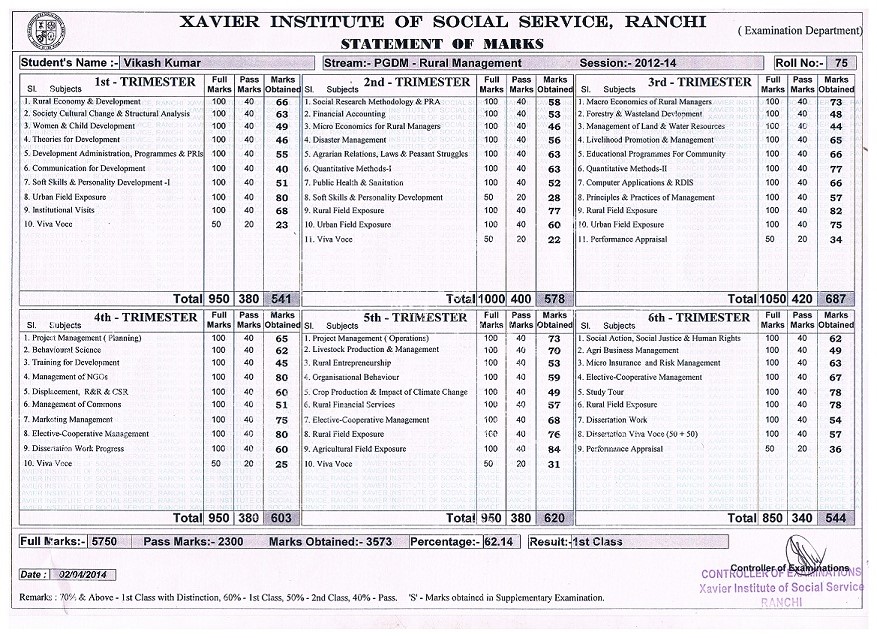 XAVIER INSTITUTE OF SOCIAL SERVICE, RANCHI
( Examination Department)
STATEMENT OF MARKS
Student's Name :- Vikash Kumar Stream:- PGDM - Rural Management Session:- 2012-14 Roll No:- 75
Sl. Subjects 1st - TRIMESTER Full Marks Pass Marks Marks Obtained
1. Rural Economy & Development 100 40 66
2. Society Cultural Change & Structural Analysis 100 40 63
3. Women & Child Development 100 40 49
4. Theories for Development 100 40 46
5. Development Administration, Programmes & PRIs 100 40 55
6. Communication for Development 100 40 40
7. Soft Skills & Personality Development -I 100 40 51
8. Urban Field Exposure 100 40 80
9. Institutional Visits 100 40 68
10. Viva Voce 50 20 23
Total 950 380 541
Sl. Subjects 2nd - TRIMESTER Full Marks Pass Marks Marks Obtained
1. Social Research Methodology & PRA 100 40 58
2. Financial Accounting 100 40 53
3. Micro Economics for Rural Managers 100 40 46
4. Disaster Management 100 40 56
5. Agrarian Relations, Laws & Peasant Struggles 100 40 63
6. Quantitative Methods-I 100 40 63
7. Public Health & Sanitation 100 40 52
8. Soft Skills & Personality Development 50 20 28
9. Rural Field Exposure 100 40 77
10. Urban Field Exposure 100 40 60
11. Viva Voce 50 20 22
Total 1000 400 578
Sl. Subjects 3rd - TRIMESTER Full Marks Pass Marks Marks Obtained
1. Macro Economics of Rural Managers 100 40 73
2. Forestry & Wasteland Devlopment 100 40 48
3. Management of Land & Water Resources 100 40 44
4. Livelihood Promotion & Management 100 40 65
5. Educational Programmes For Community 100 40 66
6. Quantitative Methods-II 100 40 77
7. Computer Applications & RDIS 100 40 66
8. Principles & Practices of Management 100 40 57
9. Rural Field Exposure 100 40 82
10. Urban Field Exposure 100 40 75
11. Performance Appraisal 50 20 34
Total 1050 420 687
Sl. Subjects 4th - TRIMESTER Full Marks Pass Marks Marks Obtained
1. Project Management ( Planning) 100 40 65
2. Behavioural Science 100 40 62
3. Training for Development 100 40 45
4. Management of NGOs 100 40 80
5. Displacement, R&R & CSR 100 40 60
6. Management of Commons 100 40 51
7. Marketing Management 100 40 75
8. Elective-Cooperative Management 100 40 80
9. Dissertation Work Progress 100 40 60
10. Viva Voce 50 20 25
Total 950 380 603
Sl. Subjects 5th - TRIMESTER Full Marks Pass Marks Marks Obtained
1. Project Management ( Operations) 100 40 73
2. Livestock Production & Management 100 40 70
3. Rural Entrepreneurship 100 40 53
4. Organisational Behaviour 100 40 59
5. Crop Production & Impact of Climate Change 100 40 49
6. Rural Financial Services 100 40 57
7. Elective-Cooperative Management 100 40 68
8. Rural Field Exposure 100 40 76
9. Agricultural Field Exposure 100 40 84
10. Viva Voce 50 20 31
Total 950 380 620
Sl. Subjects 6th - TRIMESTER Full Marks Pass Marks Marks Obtained
1. Social Action, Social Justice & Human Rights 100 40 62
2. Agri Business Management 100 40 49
3. Micro Insurance and Risk Management 100 40 63
4. Elective-Cooperative Management 100 40 67
5. Study Tour 100 40 78
6. Rural Field Exposure 100 40 78
7. Dissertation Work 100 40 54
8. Dissertation Viva Voce (50 + 50) 100 40 57
9. Performance Appraisal 50 20 36
Total 850 340 544
Full Marks:- 5750 Pass Marks:- 2300 Marks Obtained:- 3573 Percentage:- 62.14 Result:- 1st Class
Date : 02/04/2014
Controller of Examinations
CONTROLLER OF EXAMINATIONS
Xavier Institute of Social Service
RANCHI
Remarks : 70% & Above - 1st Class with Distinction, 60% - 1st Class, 50% - 2nd Class, 40% - Pass. 'S' - Marks obtained in Supplementary Examination.